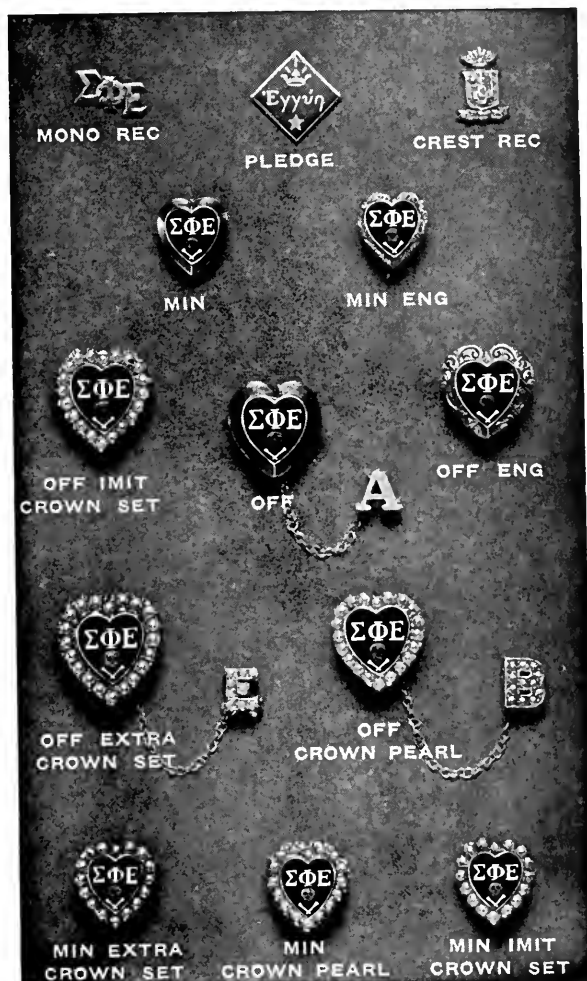 ΣΦΕ
MONO REC
Ἐγγύη
PLEDGE
CREST REC
ΣΦΕ
MIN
ΣΦΕ
MIN ENG
ΣΦΕ
OFF IMIT
CROWN SET
ΣΦΕ
OFF
A
ΣΦΕ
OFF ENG
ΣΦΕ
OFF EXTRA
CROWN SET
E
ΣΦΕ
OFF
CROWN PEARL
B
ΣΦΕ
MIN EXTRA
CROWN SET
ΣΦΕ
MIN
CROWN PEARL
ΣΦΕ
MIN IMIT
CROWN SET